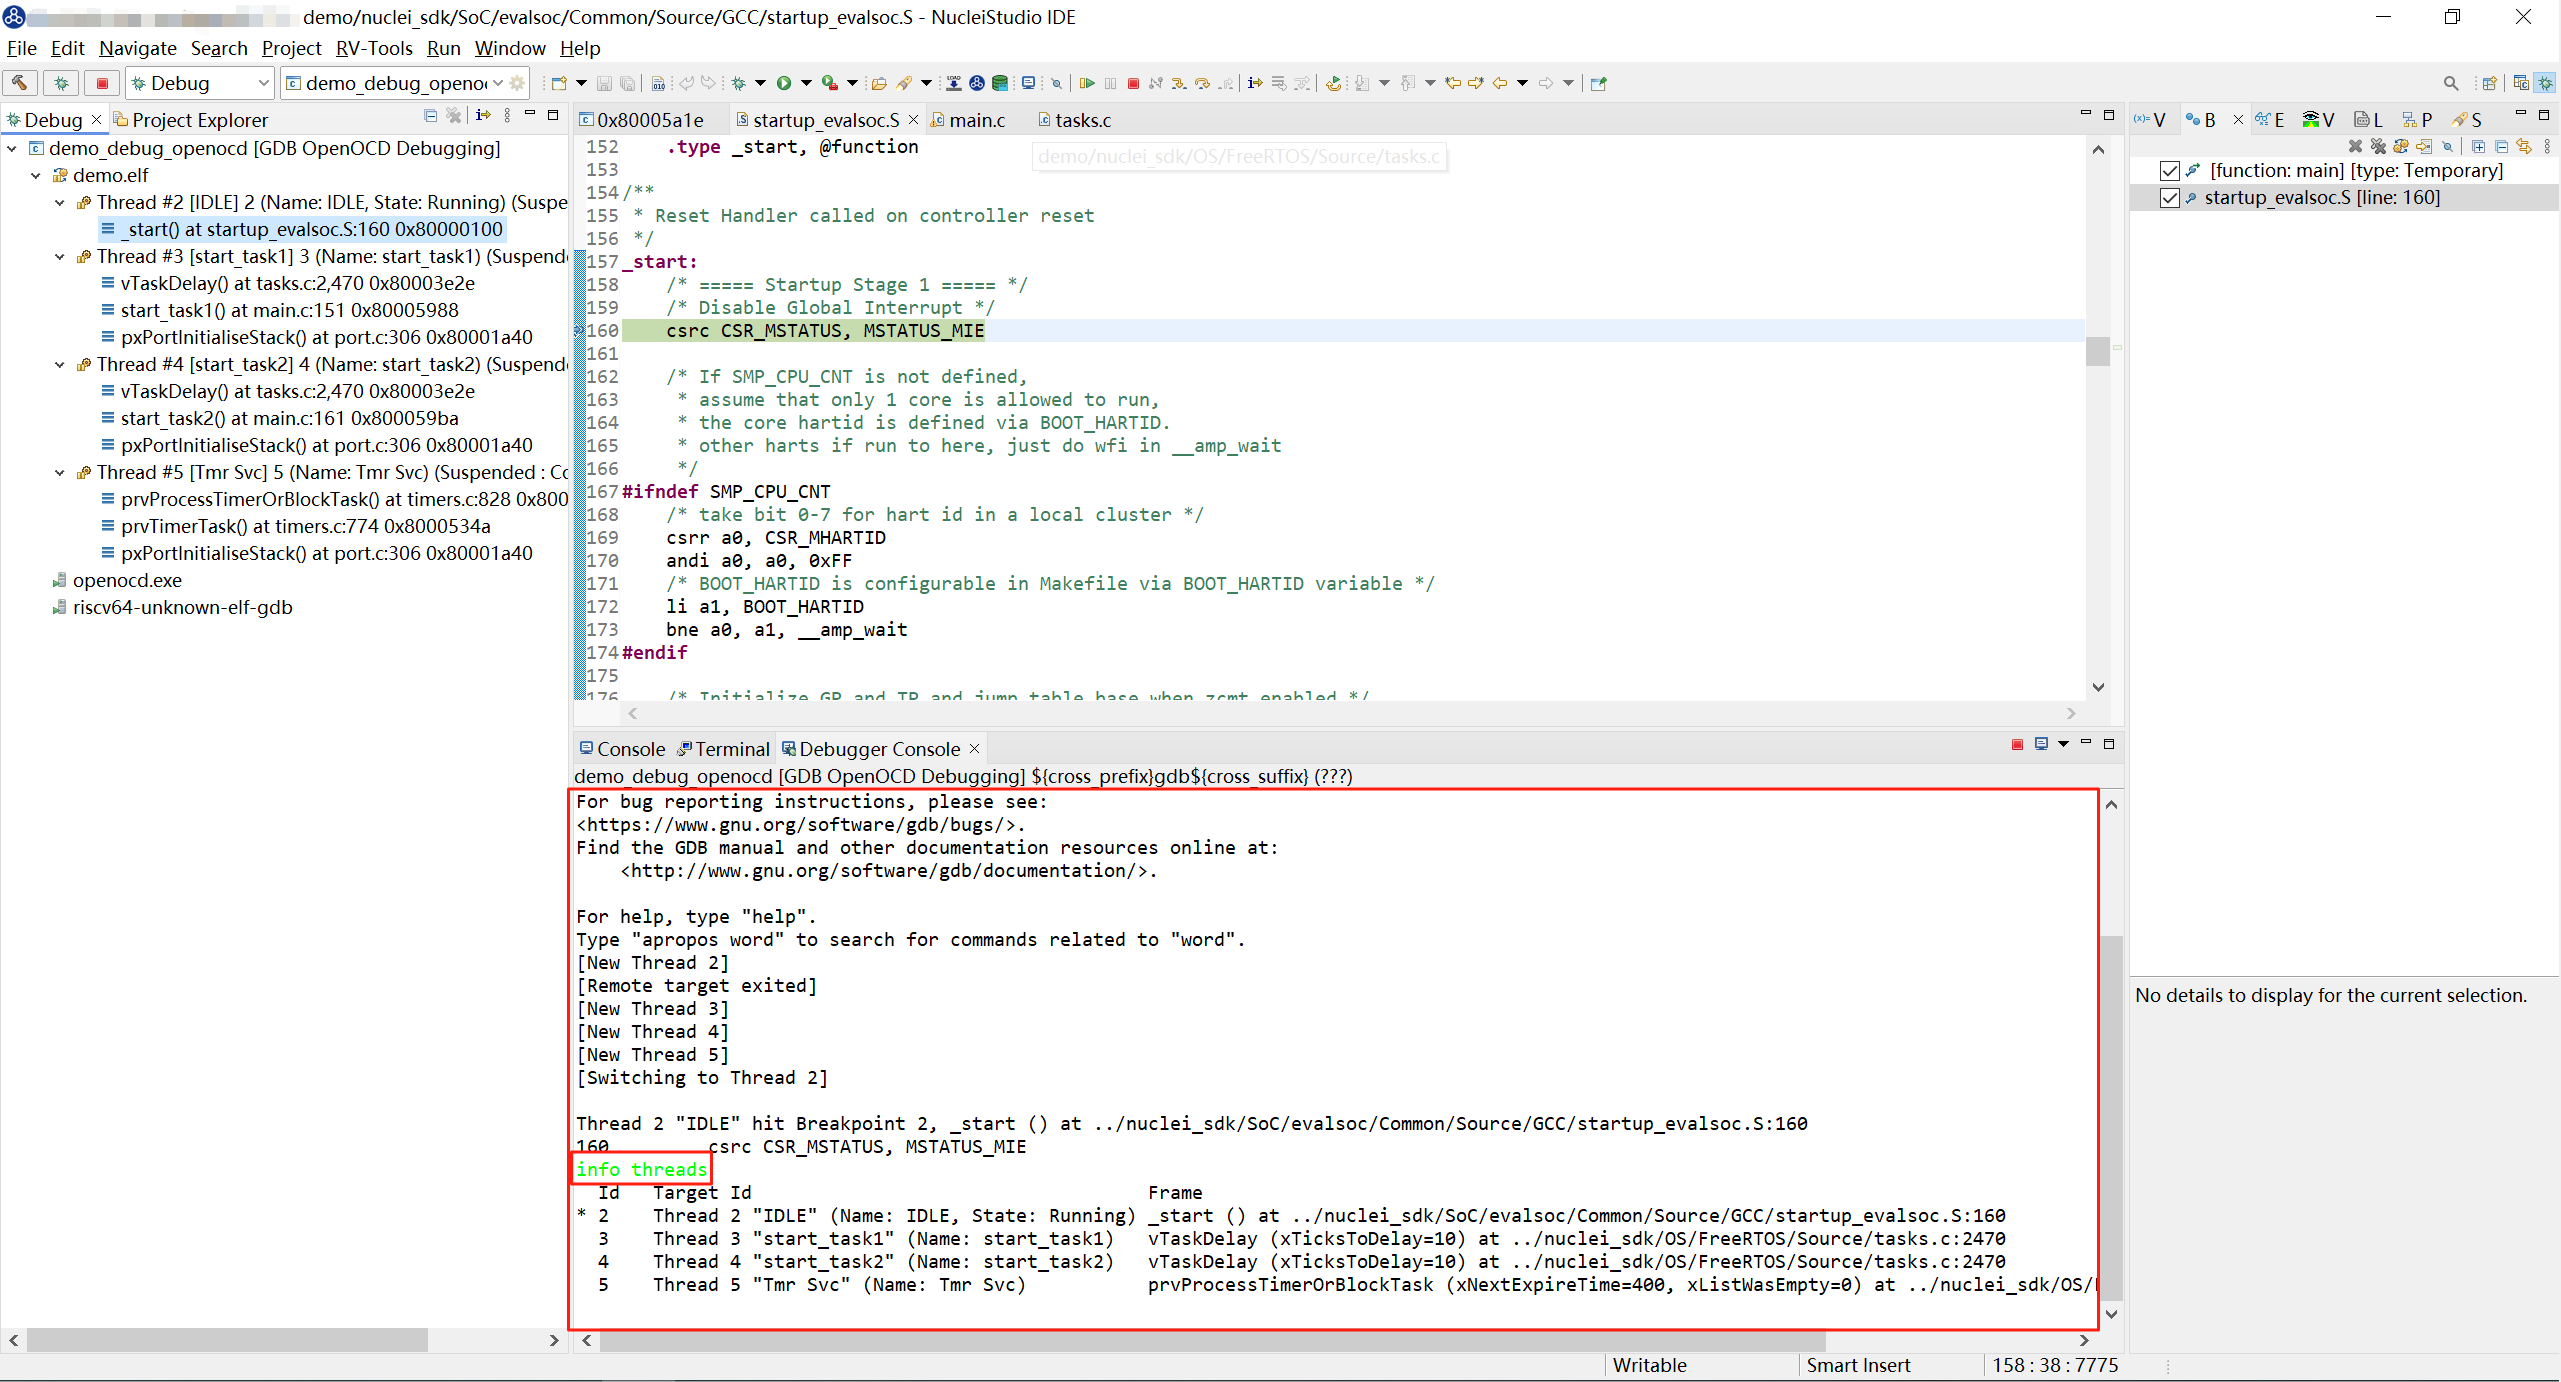 demo/nuclei_sdk/SoC/evalsoc/Common/Source/GCC/startup_evalsoc.S - NucleiStudio IDE
File Edit Navigate Search Project RV-Tools Run Window Help
Debug demo_debug_openoc
Debug Project Explorer
demo_debug_openocd [GDB OpenOCD Debugging]
demo.elf
Thread #2 [IDLE] 2 (Name: IDLE, State: Running) (Suspe
_start() at startup_evalsoc.S:160 0x80000100
Thread #3 [start_task1] 3 (Name: start_task1) (Suspend
vTaskDelay() at tasks.c:2,470 0x80003e2e
start_task1() at main.c:151 0x80005988
pxPortInitialiseStack() at port.c:306 0x80001a40
Thread #4 [start_task2] 4 (Name: start_task2) (Suspend
vTaskDelay() at tasks.c:2,470 0x80003e2e
start_task2() at main.c:161 0x800059ba
pxPortInitialiseStack() at port.c:306 0x80001a40
Thread #5 [Tmr Svc] 5 (Name: Tmr Svc) (Suspended : Co
prvProcessTimerOrBlockTask() at timers.c:828 0x800
prvTimerTask() at timers.c:774 0x8000534a
pxPortInitialiseStack() at port.c:306 0x80001a40
openocd.exe
riscv64-unknown-elf-gdb
0x80005a1e startup_evalsoc.S main.c tasks.c
demo/nuclei_sdk/OS/FreeRTOS/Source/tasks.c
152 .type _start, @function
153
154 /**
155 * Reset Handler called on controller reset
156 */
157 _start:
158 /* ===== Startup Stage 1 ===== */
159 /* Disable Global Interrupt */
160 csrc CSR_MSTATUS, MSTATUS_MIE
161
162 /* If SMP_CPU_CNT is not defined,
163 * assume that only 1 core is allowed to run,
164 * the core hartid is defined via BOOT_HARTID.
165 * other harts if run to here, just do wfi in __amp_wait
166 */
167 #ifndef SMP_CPU_CNT
168 /* take bit 0-7 for hart id in a local cluster */
169 csrr a0, CSR_MHARTID
170 andi a0, a0, 0xFF
171 /* BOOT_HARTID is configurable in Makefile via BOOT_HARTID variable */
172 li a1, BOOT_HARTID
173 bne a0, a1, __amp_wait
174 #endif
175
176 /* Initialize GP and TP and jump table base when zcmt enabled */
V B E V L P S
[function: main] [type: Temporary]
startup_evalsoc.S [line: 160]
No details to display for the current selection.
Console Terminal Debugger Console
demo_debug_openocd [GDB OpenOCD Debugging] ${cross_prefix}gdb${cross_suffix} (???)
For bug reporting instructions, please see:
<https://www.gnu.org/software/gdb/bugs/>.
Find the GDB manual and other documentation resources online at:
<http://www.gnu.org/software/gdb/documentation/>.
For help, type "help".
Type "apropos word" to search for commands related to "word".
[New Thread 2]
[Remote target exited]
[New Thread 3]
[New Thread 4]
[New Thread 5]
[Switching to Thread 2]
Thread 2 "IDLE" hit Breakpoint 2, _start () at ../nuclei_sdk/SoC/evalsoc/Common/Source/GCC/startup_evalsoc.S:160
160 csrc CSR_MSTATUS, MSTATUS_MIE
info threads
Id Target Id Frame
* 2 Thread 2 "IDLE" (Name: IDLE, State: Running) _start () at ../nuclei_sdk/SoC/evalsoc/Common/Source/GCC/startup_evalsoc.S:160
3 Thread 3 "start_task1" (Name: start_task1) vTaskDelay (xTicksToDelay=10) at ../nuclei_sdk/OS/FreeRTOS/Source/tasks.c:2470
4 Thread 4 "start_task2" (Name: start_task2) vTaskDelay (xTicksToDelay=10) at ../nuclei_sdk/OS/FreeRTOS/Source/tasks.c:2470
5 Thread 5 "Tmr Svc" (Name: Tmr Svc) prvProcessTimerOrBlockTask (xNextExpireTime=400, xListWasEmpty=0) at ../nuclei_sdk/OS/
Writable Smart Insert 158 : 38 : 7775